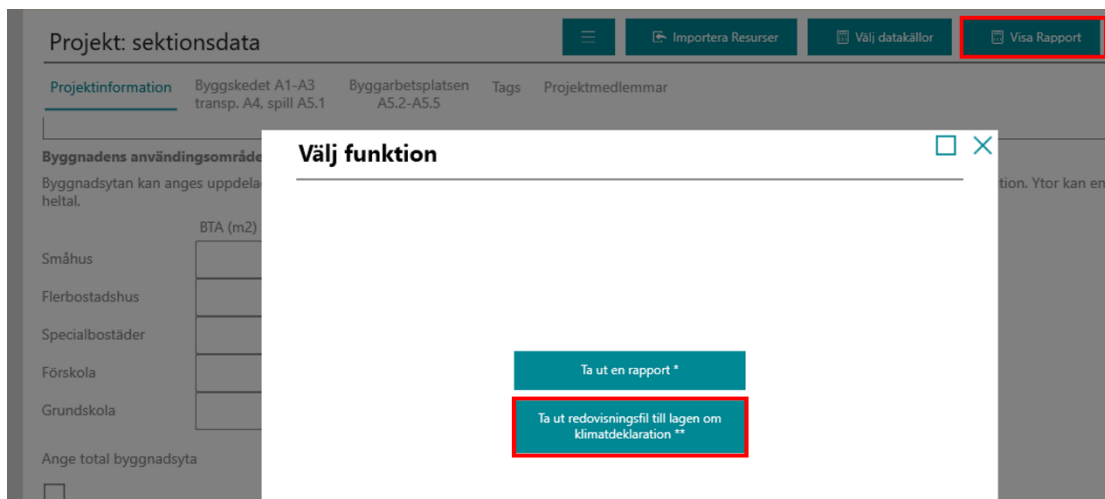 Projekt: sektionsdata
Importera Resurser
Välj datakällor
Visa Rapport
Projektinformation
Byggskedet A1-A3
transp. A4, spill A5.1
Byggarbetsplatsen
A5.2-A5.5
Tags
Projektmedlemmar
Byggnadens användingsområde
Byggnadsytan kan anges uppdela
tion. Ytor kan en
heltal.
BTA (m2)
Småhus
Flerbostadshus
Specialbostäder
Förskola
Grundskola
Ange total byggnadsyta
Välj funktion
Ta ut en rapport *
Ta ut redovisningsfil till lagen om
klimatdeklaration **